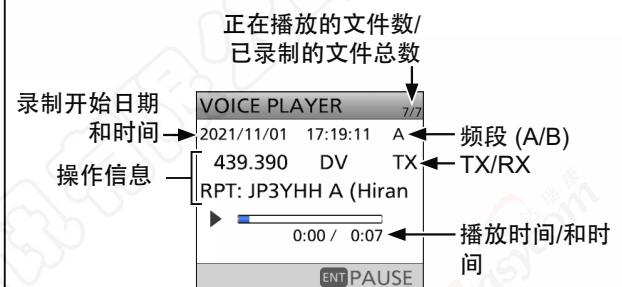 正在播放的文件数/
已录制的文件总数
录制开始日期
和时间
操作信息
VOICE PLAYER 7/7
2021/11/01 17:19:11 A
439.390 DV TX
RPT: JP3YHH A (Hiran
0:00 / 0:07
ENT PAUSE
频段 (A/B)
TX/RX
播放时间/和时
间